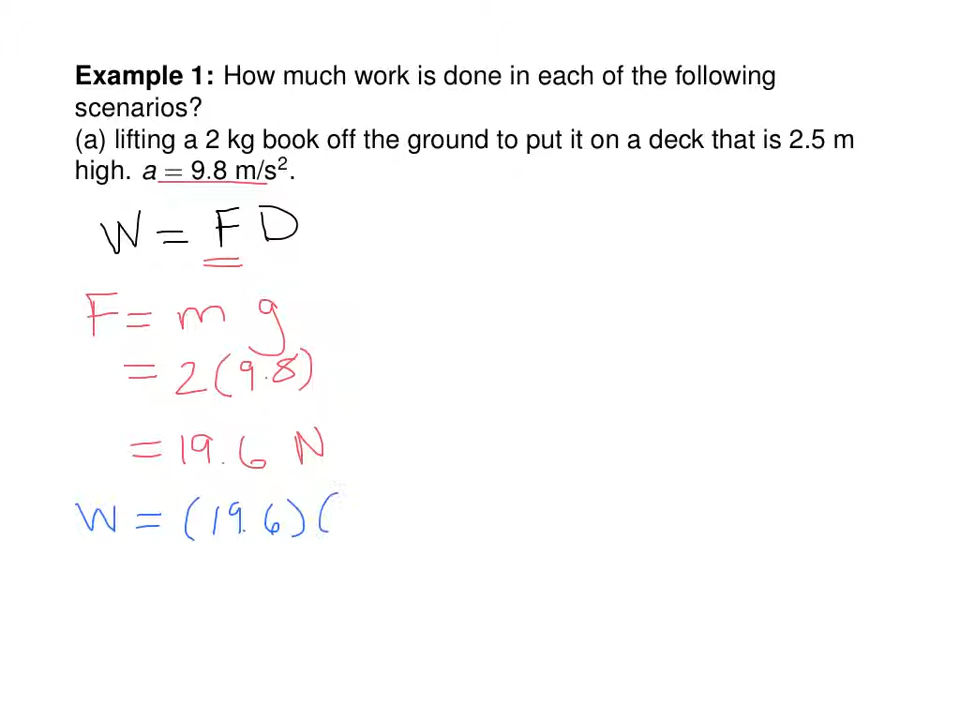 Example 1: How much work is done in each of the following
scenarios?
(a) lifting a 2 kg book off the ground to put it on a deck that is 2.5 m
high. a = 9.8 m/s².
W = F D
F = m g
= 2(9.8)
= 19.6 N
W = (19.6)(